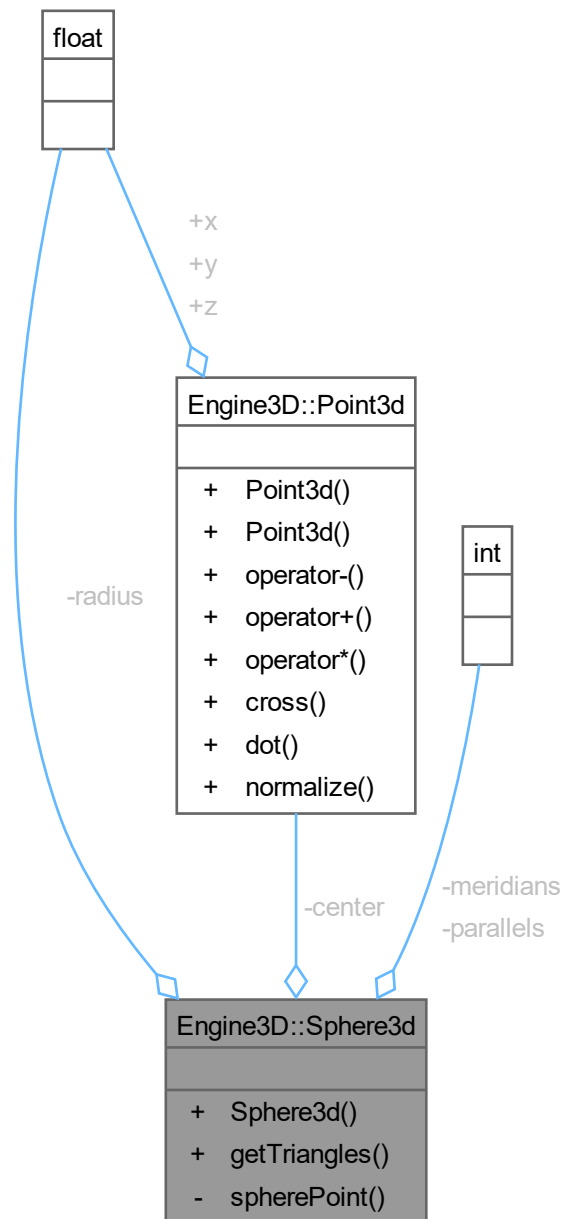 float
+x
+y
+z
Engine3D::Point3d
+ Point3d()
+ Point3d()
+ operator-()
+ operator+()
+ operator*()
+ cross()
+ dot()
+ normalize()
int
-radius
-center
-meridians
-parallels
Engine3D::Sphere3d
+ Sphere3d()
+ getTriangles()
- spherePoint()